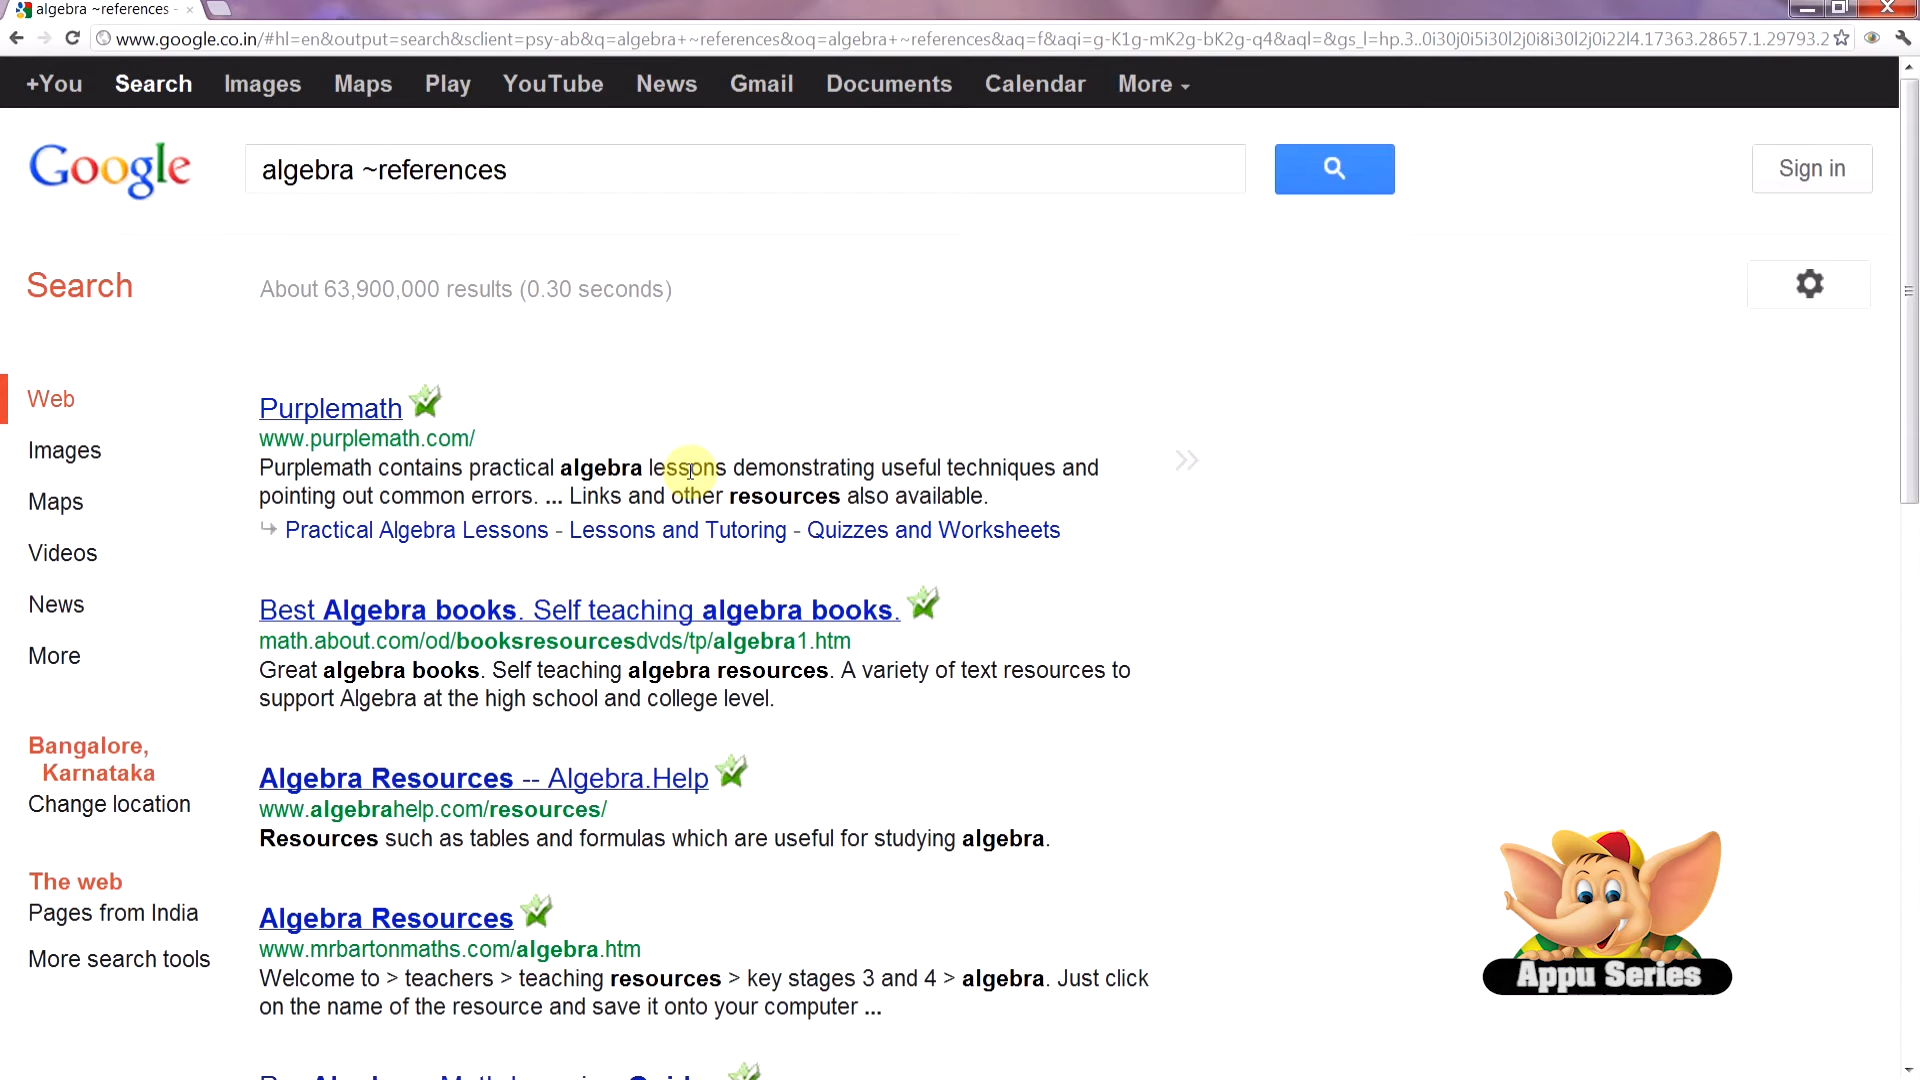 algebra ~references -
www.google.co.in/#hl=en&output=search&sclient=psy-ab&q=algebra+~references&oq=algebra+~references&aq=f&aqi=g-K1g-mK2g-bK2g-q4&aql=&gs_l=hp.3..0i30j0i5i30l2j0i8i30l2j0i22l4.17363.28657.1.29793.2
+You Search Images Maps Play YouTube News Gmail Documents Calendar More
Google algebra ~references Sign in
Search About 63,900,000 results (0.30 seconds)
Web
Images
Maps
Videos
News
More
Bangalore,
Karnataka
Change location
The web
Pages from India
More search tools
Purplemath
www.purplemath.com/
Purplemath contains practical algebra lessons demonstrating useful techniques and
pointing out common errors. ... Links and other resources also available.
Practical Algebra Lessons - Lessons and Tutoring - Quizzes and Worksheets
Best Algebra books. Self teaching algebra books.
math.about.com/od/booksresourcesdvds/tp/algebra1.htm
Great algebra books. Self teaching algebra resources. A variety of text resources to
support Algebra at the high school and college level.
Algebra Resources -- Algebra.Help
www.algebrahelp.com/resources/
Resources such as tables and formulas which are useful for studying algebra.
Algebra Resources
www.mrbartonmaths.com/algebra.htm
Welcome to > teachers > teaching resources > key stages 3 and 4 > algebra. Just click
on the name of the resource and save it onto your computer ...
Appu Series